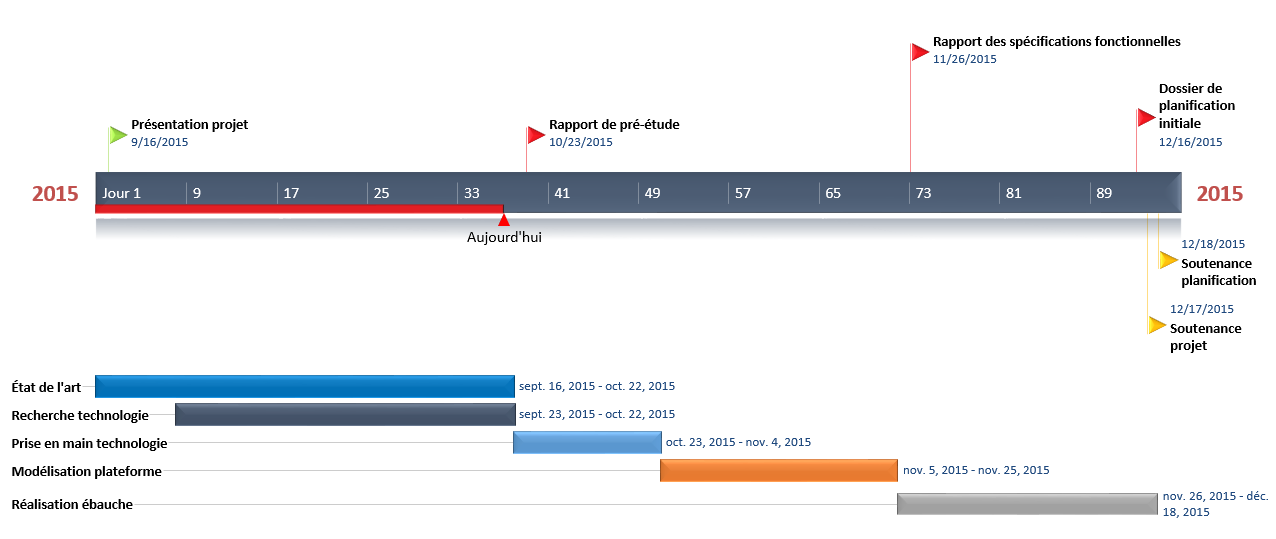 Rapport des spécifications fonctionnelles
11/26/2015
Dossier de
planification
initiale
12/16/2015
Présentation projet
9/16/2015
Rapport de pré-étude
10/23/2015
2015 Jour 1 9 17 25 33 41 49 57 65 73 81 89 2015
Aujourd'hui
12/18/2015
Soutenance
planification
12/17/2015
Soutenance
projet
État de l'art sept. 16, 2015 - oct. 22, 2015
Recherche technologie sept. 23, 2015 - oct. 22, 2015
Prise en main technologie oct. 23, 2015 - nov. 4, 2015
Modélisation plateforme nov. 5, 2015 - nov. 25, 2015
Réalisation ébauche nov. 26, 2015 - déc.
18, 2015